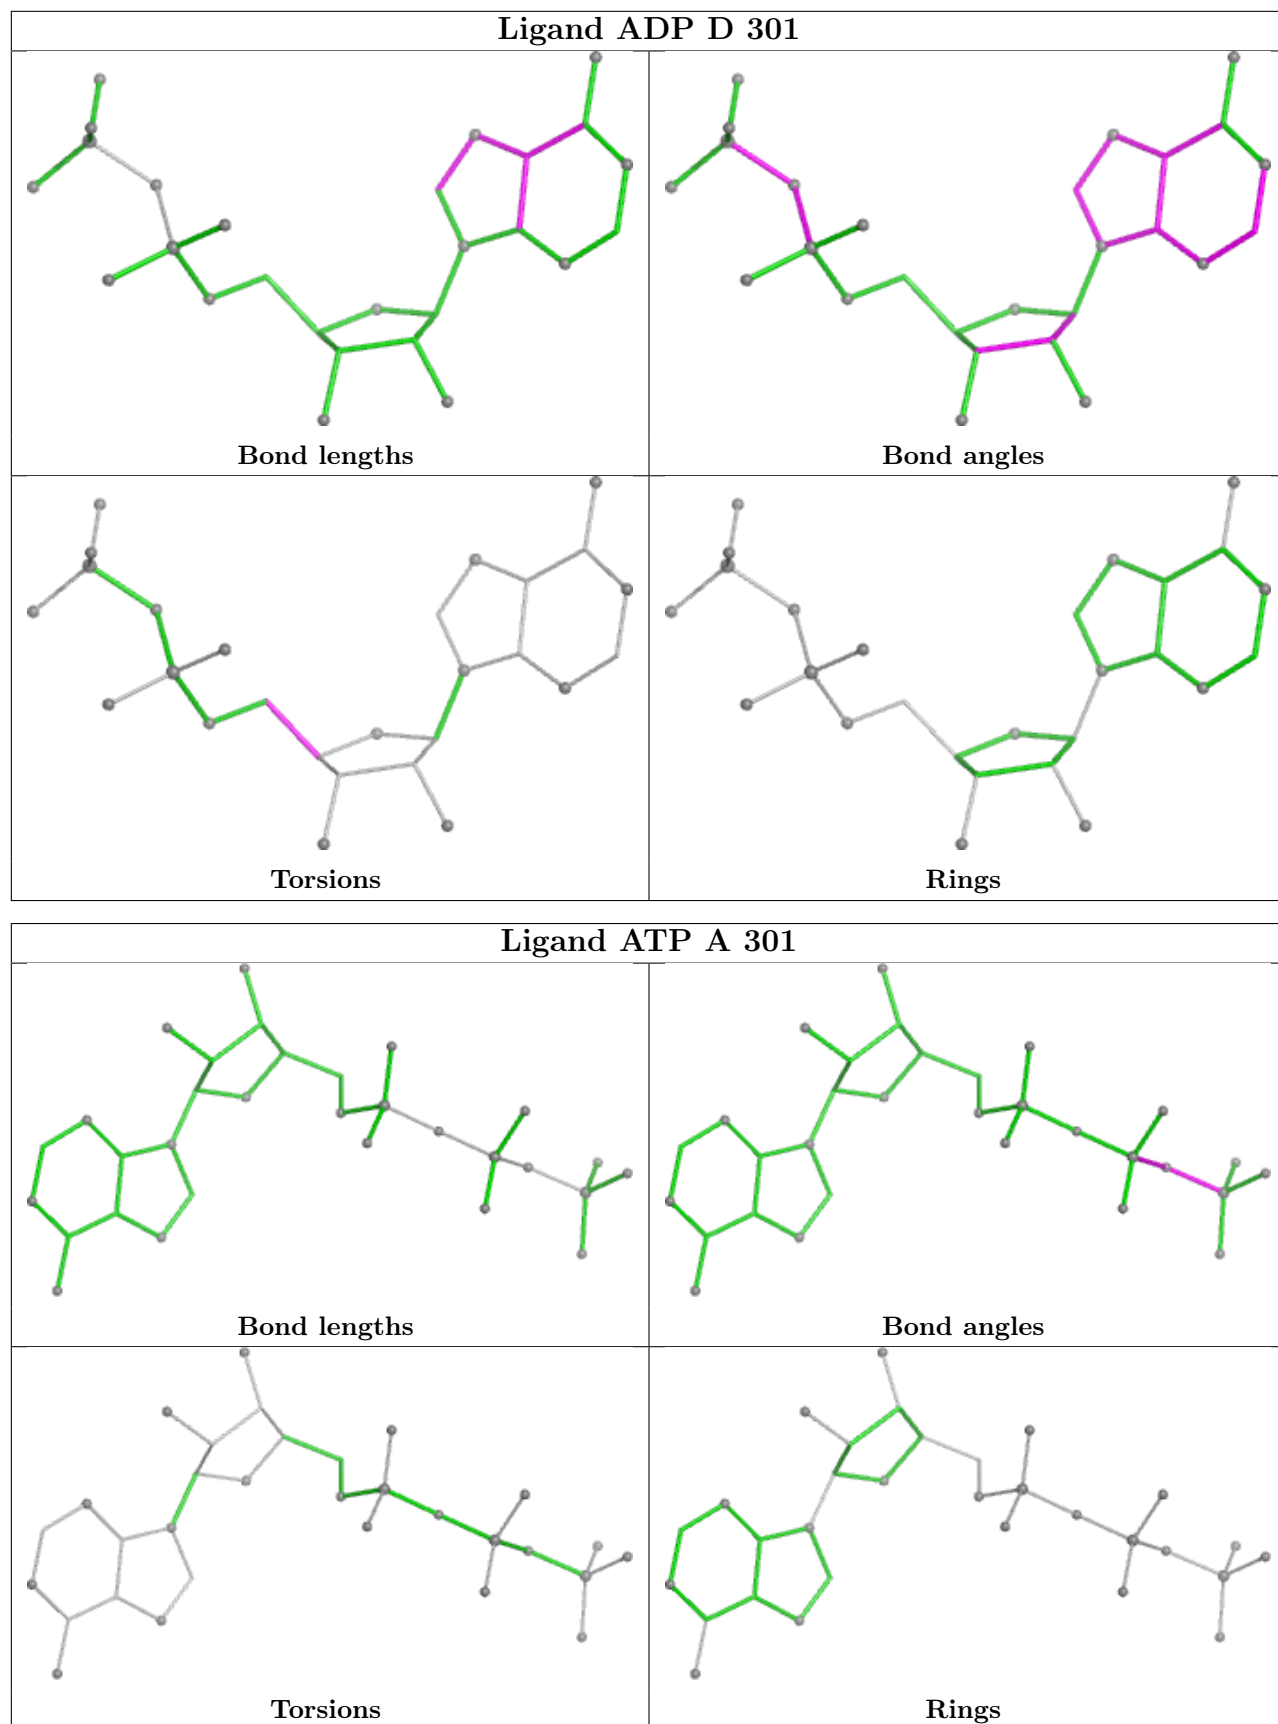 Ligand ADP D 301
Bond lengths
Bond angles
Torsions
Rings
Ligand ATP A 301
Bond lengths
Bond angles
Torsions
Rings